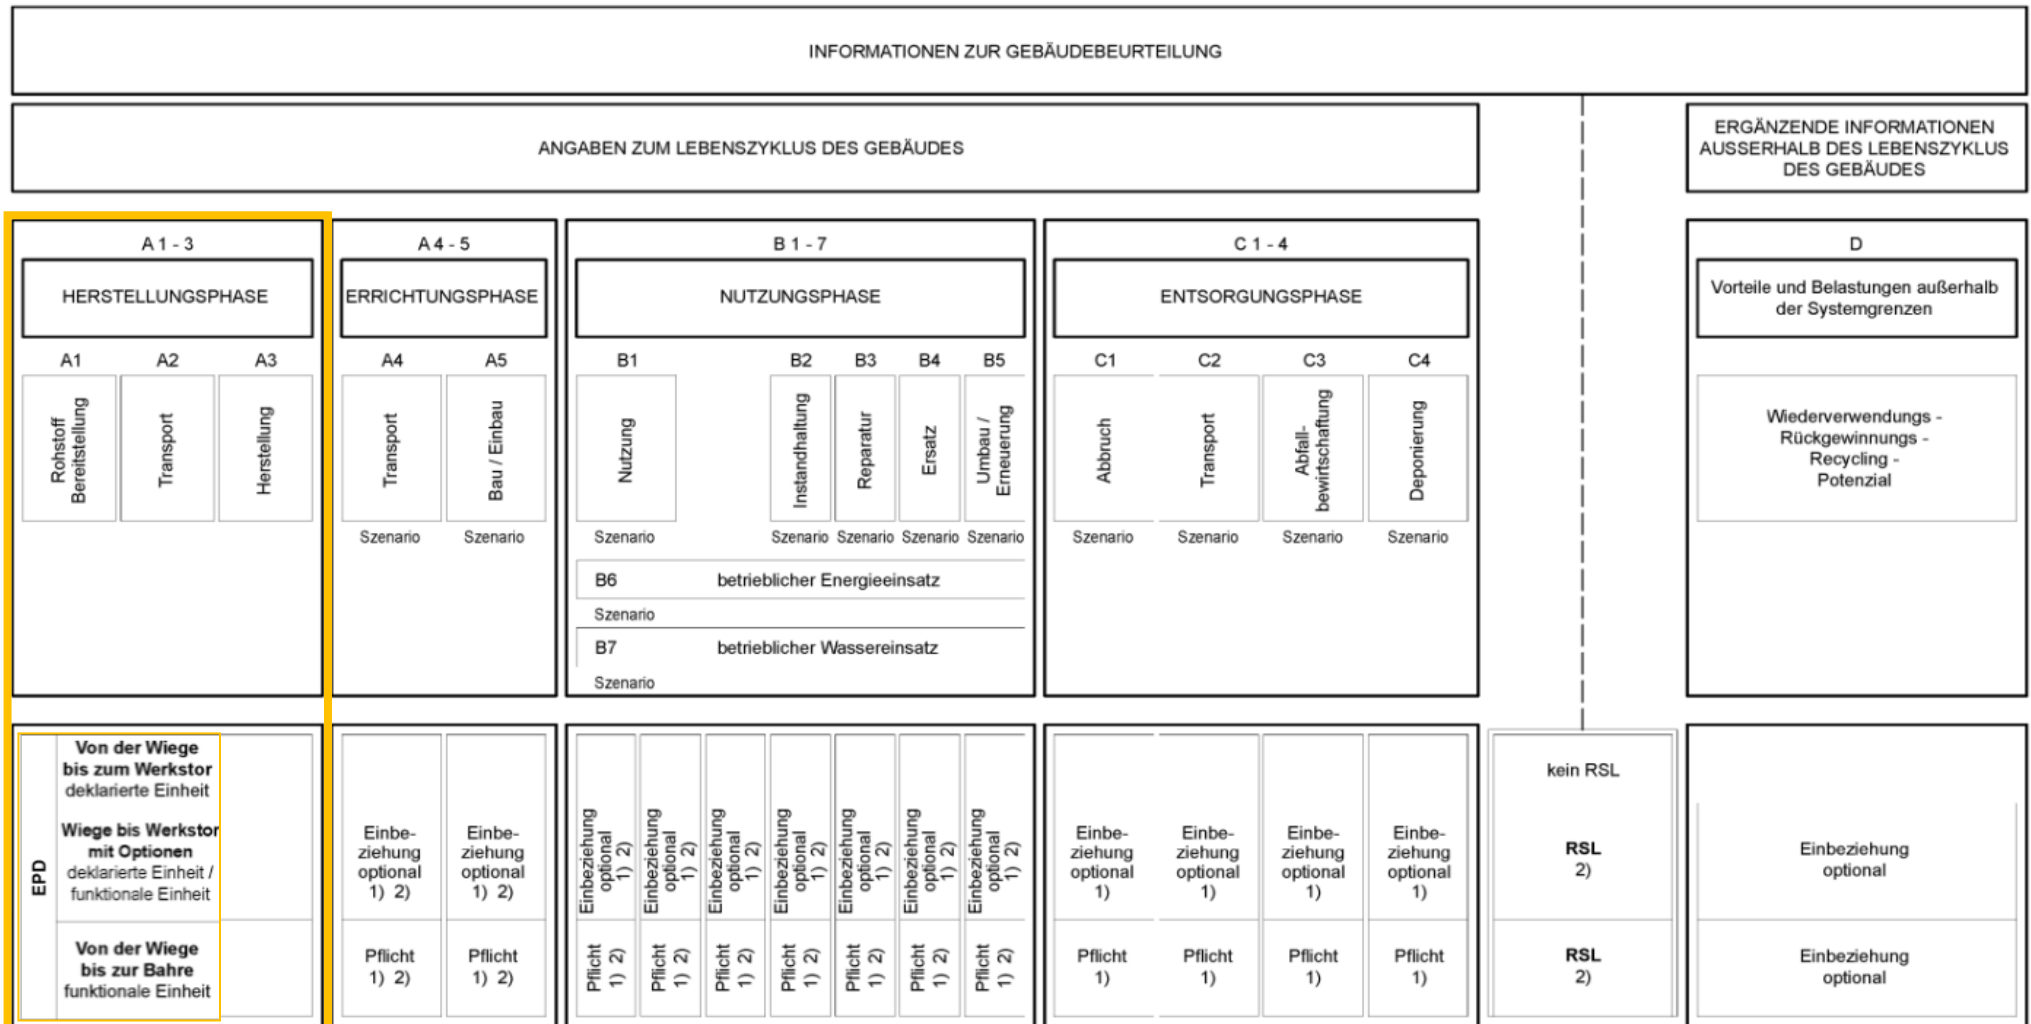 INFORMATIONEN ZUR GEBÄUDEBEURTEILUNG
ANGABEN ZUM LEBENSZYKLUS DES GEBÄUDES
ERGÄNZENDE INFORMATIONEN
AUSSERHALB DES LEBENSZYKLUS
DES GEBÄUDES
A 1 - 3
HERSTELLUNGSPHASE
A1
A2
A3
Rohstoff
Bereitstellung
Transport
Herstellung
A 4 - 5
ERRICHTUNGSPHASE
A4
A5
Transport
Bau / Einbau
Szenario
Szenario
B 1 - 7
NUTZUNGSPHASE
B1
B2
B3
B4
B5
Nutzung
Instandhaltung
Reparatur
Ersatz
Umbau /
Erneuerung
Szenario
Szenario
Szenario
Szenario
Szenario
B6 betrieblicher Energieeinsatz
Szenario
B7 betrieblicher Wassereinsatz
Szenario
C 1 - 4
ENTSORGUNGSPHASE
C1
C2
C3
C4
Abbruch
Transport
Abfall-
bewirtschaftung
Deponierung
Szenario
Szenario
Szenario
Szenario
D
Vorteile und Belastungen außerhalb
der Systemgrenzen
Wiederverwendungs -
Rückgewinnungs -
Recycling -
Potenzial
EPD
Von der Wiege
bis zum Werkstor
deklarierte Einheit
Wiege bis Werkstor
mit Optionen
deklarierte Einheit /
funktionale Einheit
Einbe-
ziehung
optional
1) 2)
Einbe-
ziehung
optional
1) 2)
Einbeziehung
optional
1) 2)
Einbeziehung
optional
1) 2)
Einbeziehung
optional
1) 2)
Einbeziehung
optional
1) 2)
Einbeziehung
optional
1) 2)
Einbeziehung
optional
1) 2)
Einbeziehung
optional
1) 2)
Einbe-
ziehung
optional
1)
Einbe-
ziehung
optional
1)
Einbe-
ziehung
optional
1)
Einbe-
ziehung
optional
1)
kein RSL
RSL
2)
Einbeziehung
optional
Von der Wiege
bis zur Bahre
funktionale Einheit
Pflicht
1) 2)
Pflicht
1) 2)
Pflicht
1) 2)
Pflicht
1) 2)
Pflicht
1) 2)
Pflicht
1) 2)
Pflicht
1) 2)
Pflicht
1) 2)
Pflicht
1) 2)
Pflicht
1)
Pflicht
1)
Pflicht
1)
Pflicht
1)
RSL
2)
Einbeziehung
optional